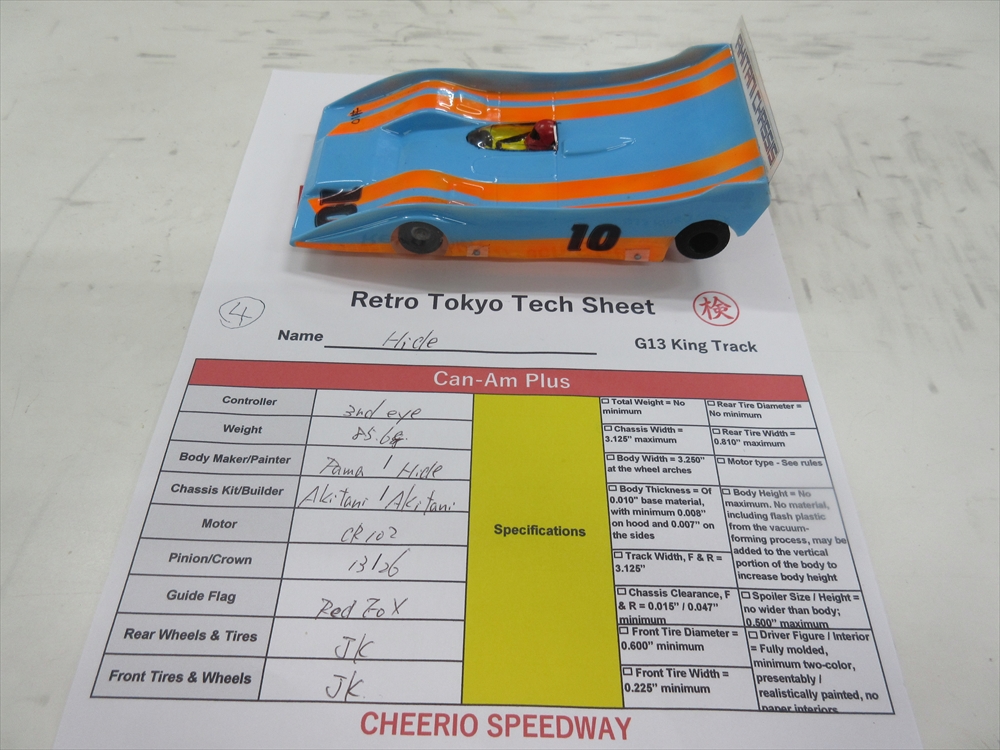 AKITANI CHASSIS
10
10
10
Retro Tokyo Tech Sheet
検
4
Name Hide
G13 King Track
Can-Am Plus
Controller 3rd eye
Weight 85.6g
Body Maker/Painter / Hide
Chassis Kit/Builder Akitani / Akitani
Motor CR102
Pinion/Crown 13/26
Guide Flag Red Fox
Rear Wheels & Tires JK
Front Tires & Wheels JK
Specifications
Total Weight = No
minimum
Chassis Width =
3.125" maximum
Body Width = 3.250"
at the wheel arches
Body Thickness = Of
0.010" base material,
with minimum 0.008"
on hood and 0.007" on
the sides
Track Width, F & R =
3.125"
Chassis Clearance, F
& R = 0.015" / 0.047"
minimum
Front Tire Diameter =
0.600" minimum
Front Tire Width =
0.225" minimum
Rear Tire Diameter =
No minimum
Rear Tire Width =
0.810" maximum
Motor type - See rules
Body Height = No
maximum. No material,
including flash plastic
from the vacuum-
forming process, may be
added to the vertical
portion of the body to
increase body height
Spoiler Size / Height =
no wider than body;
0.500" maximum
Driver Figure / Interior
= Fully molded,
minimum two-color,
presentably /
realistically painted, no
paper interiors
CHEERIO SPEEDWAY